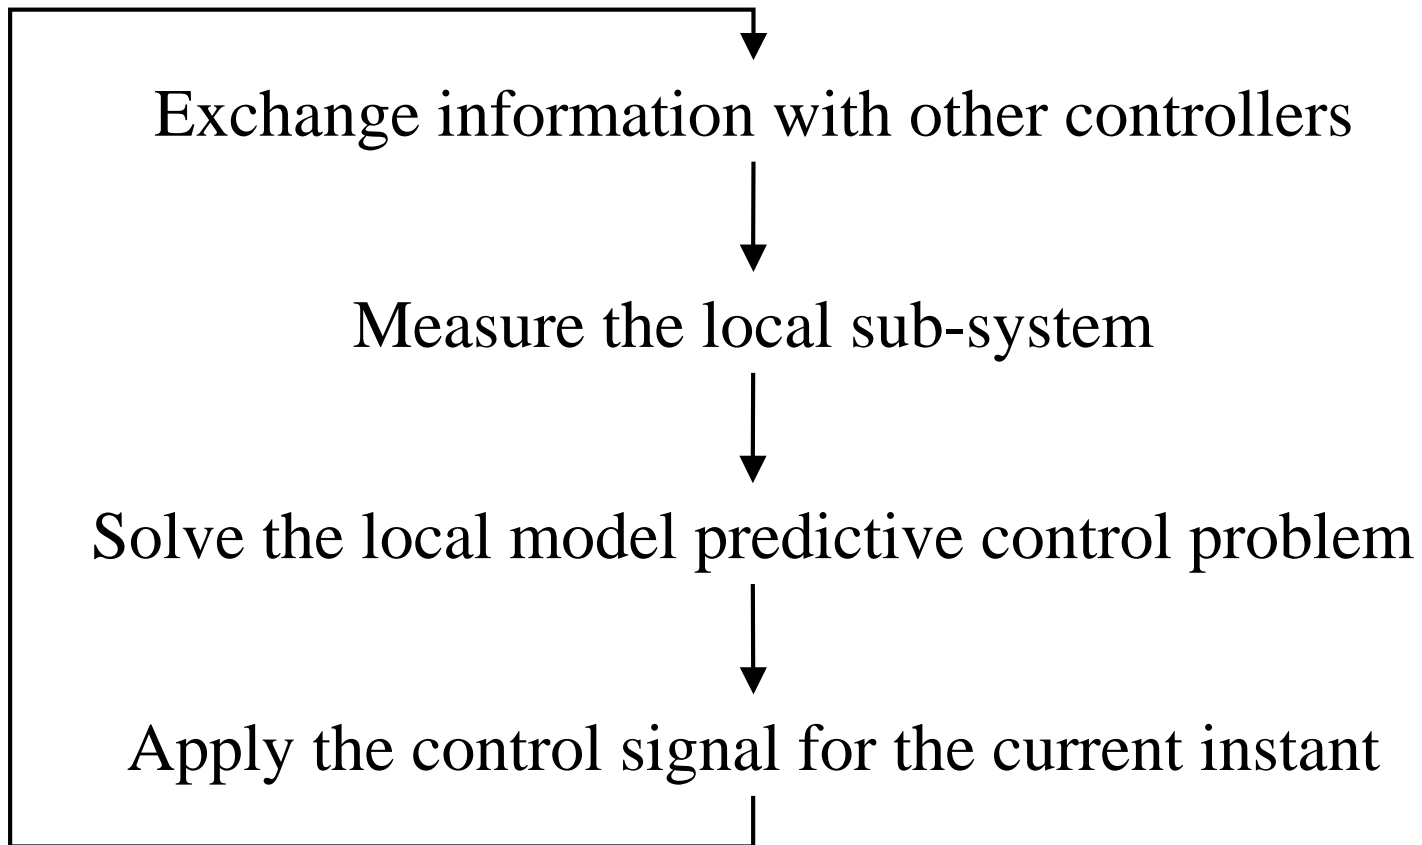 Exchange information with other controllers
Measure the local sub-system
Solve the local model predictive control problem
Apply the control signal for the current instant